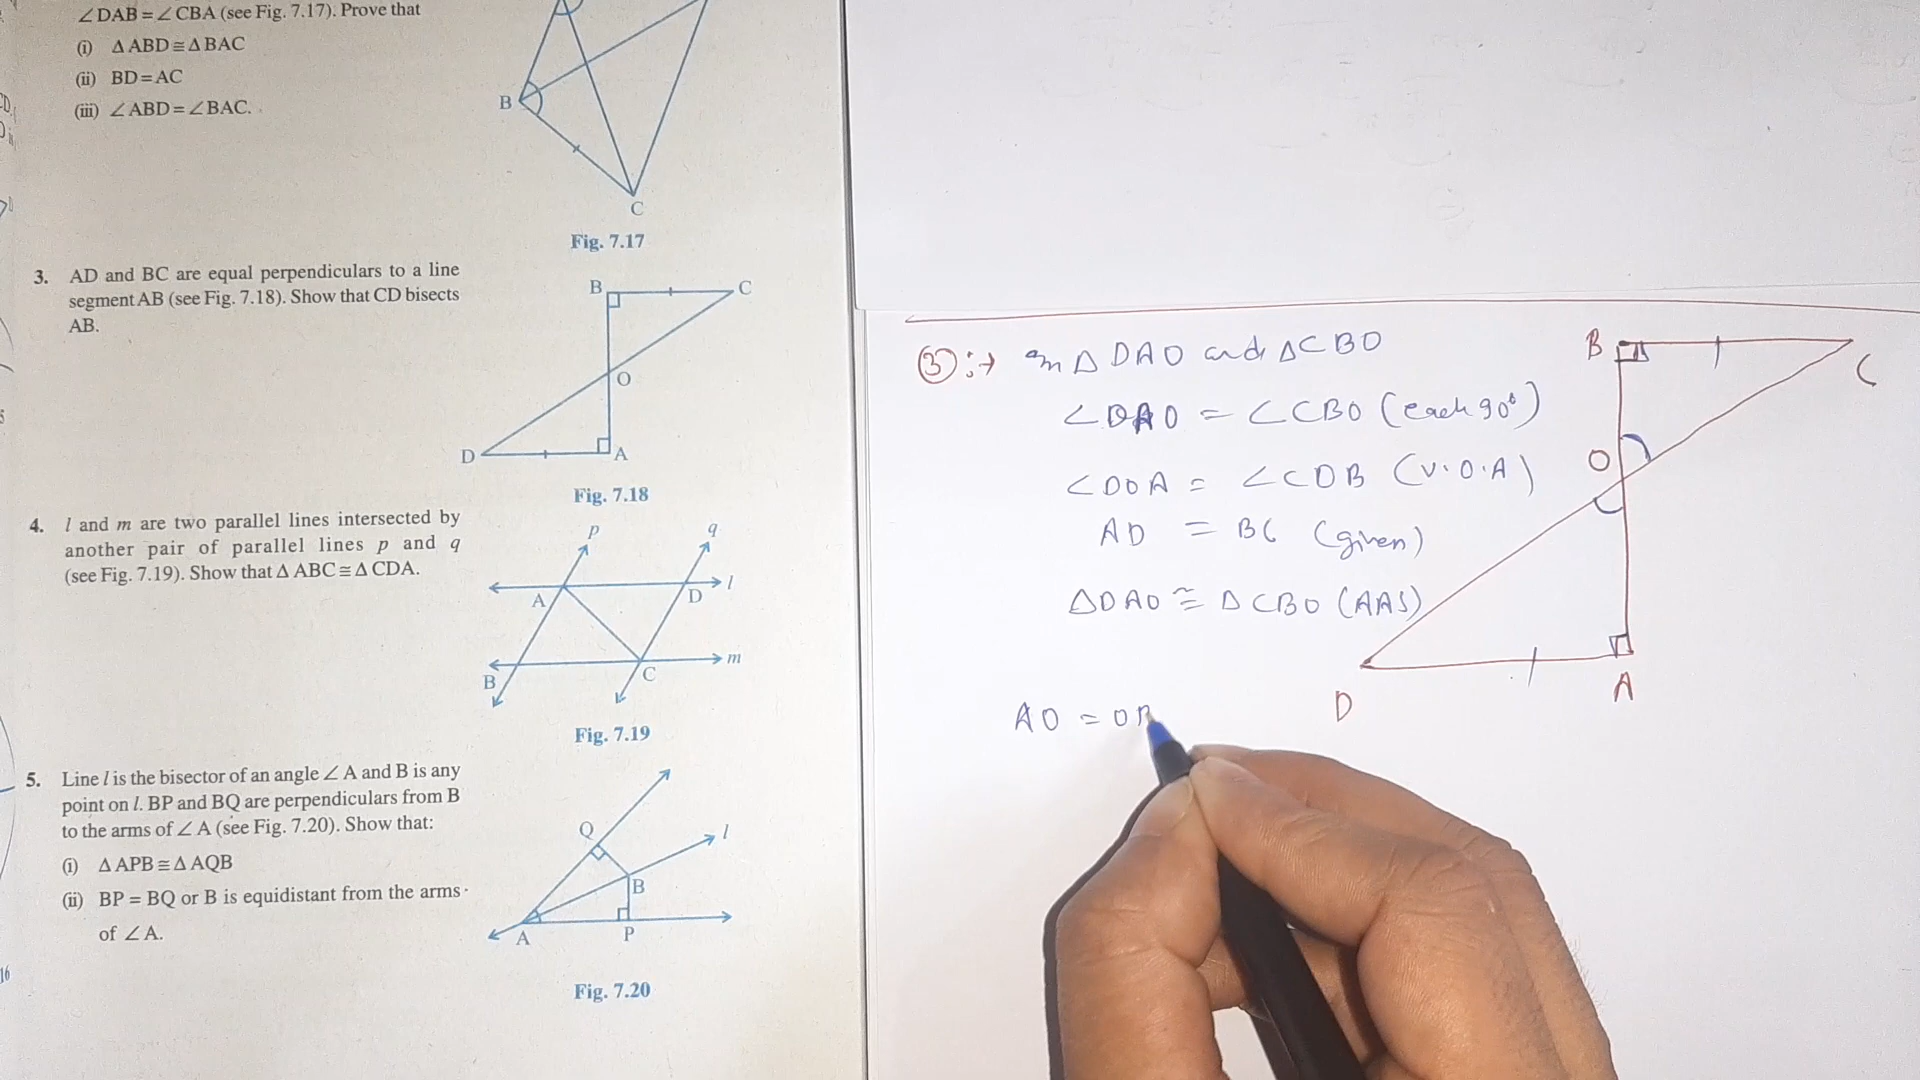 ∠DAB = ∠CBA (see Fig. 7.17). Prove that
(i) ΔABD ≅ ΔBAC
(ii) BD = AC
(iii) ∠ABD = ∠BAC.
B
C
Fig. 7.17
3. AD and BC are equal perpendiculars to a line
segment AB (see Fig. 7.18). Show that CD bisects
AB.
B
C
O
D
A
Fig. 7.18
4. l and m are two parallel lines intersected by
another pair of parallel lines p and q
(see Fig. 7.19). Show that Δ ABC ≅ Δ CDA.
p
q
l
A
D
m
B
C
Fig. 7.19
5. Line l is the bisector of an angle ∠ A and B is any
point on l. BP and BQ are perpendiculars from B
to the arms of ∠ A (see Fig. 7.20). Show that:
(i) Δ APB ≅ Δ AQB
(ii) BP = BQ or B is equidistant from the arms
of ∠ A.
Q
l
B
A
P
Fig. 7.20
16
③:→ In Δ DAO and ΔCBO
∠DAO = ∠CBO (each 90°)
∠DOA = ∠COB (V.O.A)
AD = BC (given)
ΔDAO ≅ ΔCBO (AAS)
AO = OB
B
C
O
D
A